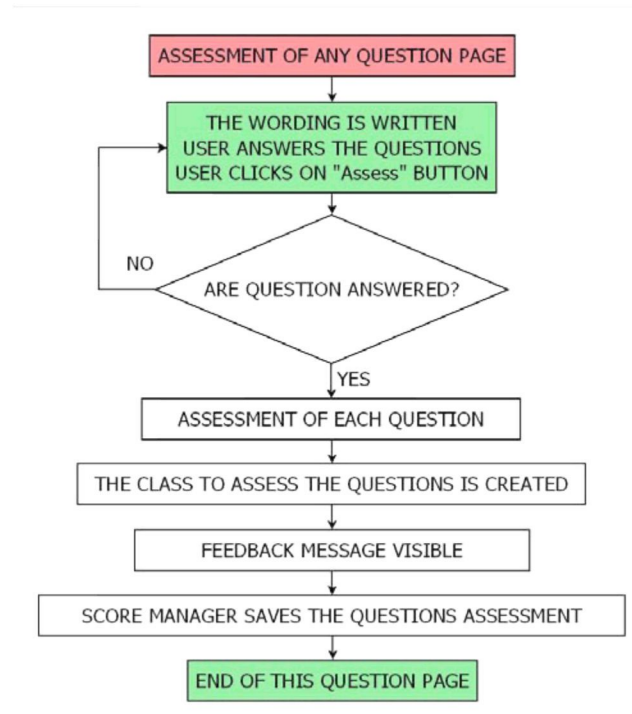 ASSESSMENT OF ANY QUESTION PAGE
THE WORDING IS WRITTEN
USER ANSWERS THE QUESTIONS
USER CLICKS ON "Assess" BUTTON
NO
ARE QUESTION ANSWERED?
YES
ASSESSMENT OF EACH QUESTION
THE CLASS TO ASSESS THE QUESTIONS IS CREATED
FEEDBACK MESSAGE VISIBLE
SCORE MANAGER SAVES THE QUESTIONS ASSESSMENT
END OF THIS QUESTION PAGE